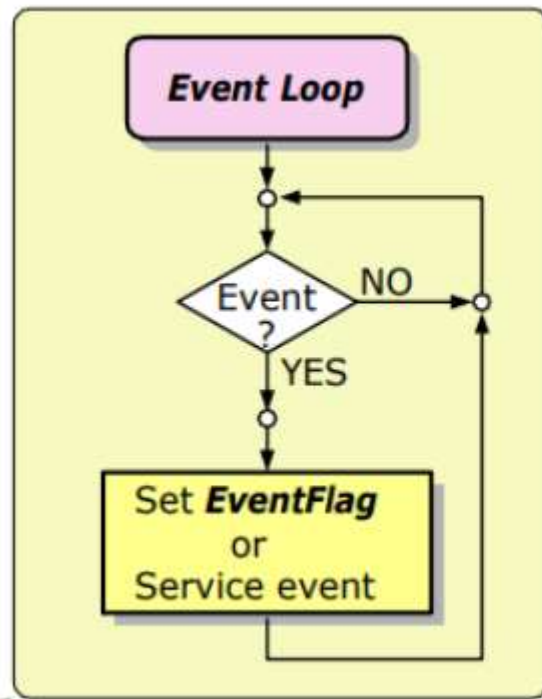 Event Loop
Event
?
NO
YES
Set EventFlag
or
Service event